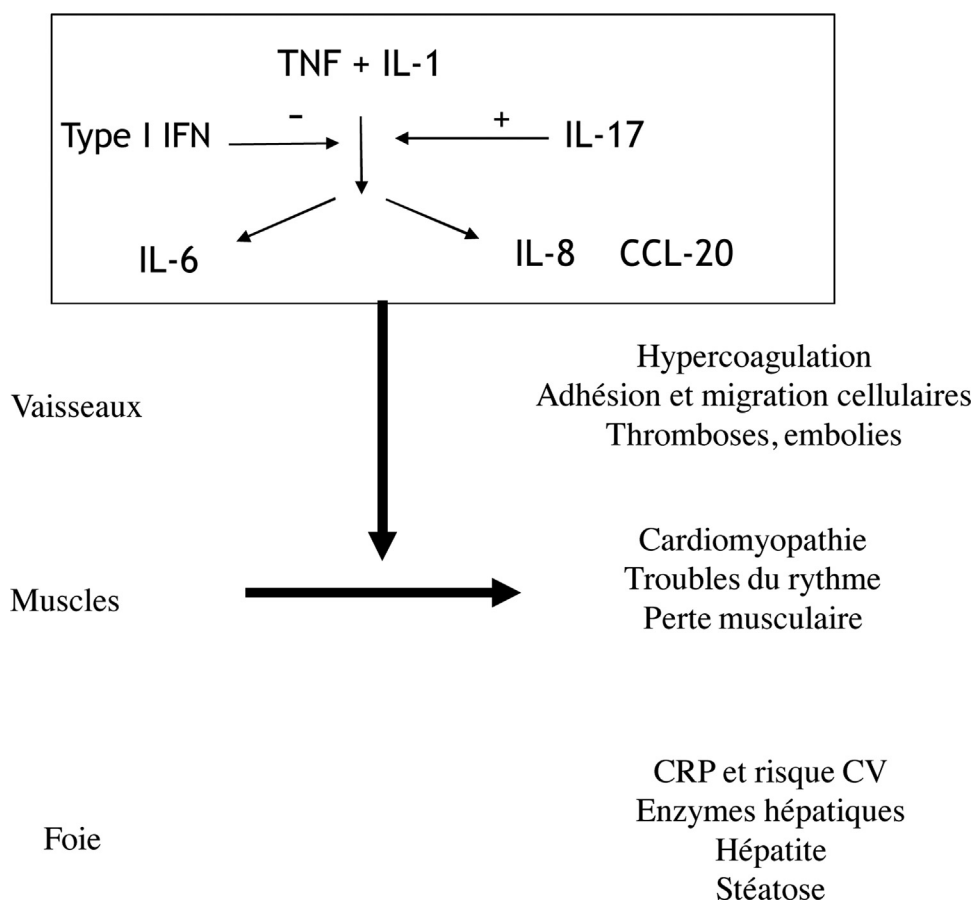 TNF + IL-1
Type I IFN
-
+
IL-17
IL-6
IL-8
CCL-20
Vaisseaux
Hypercoagulation
Adhésion et migration cellulaires
Thromboses, embolies
Muscles
Cardiomyopathie
Troubles du rythme
Perte musculaire
Foie
CRP et risque CV
Enzymes hépatiques
Hépatite
Stéatose